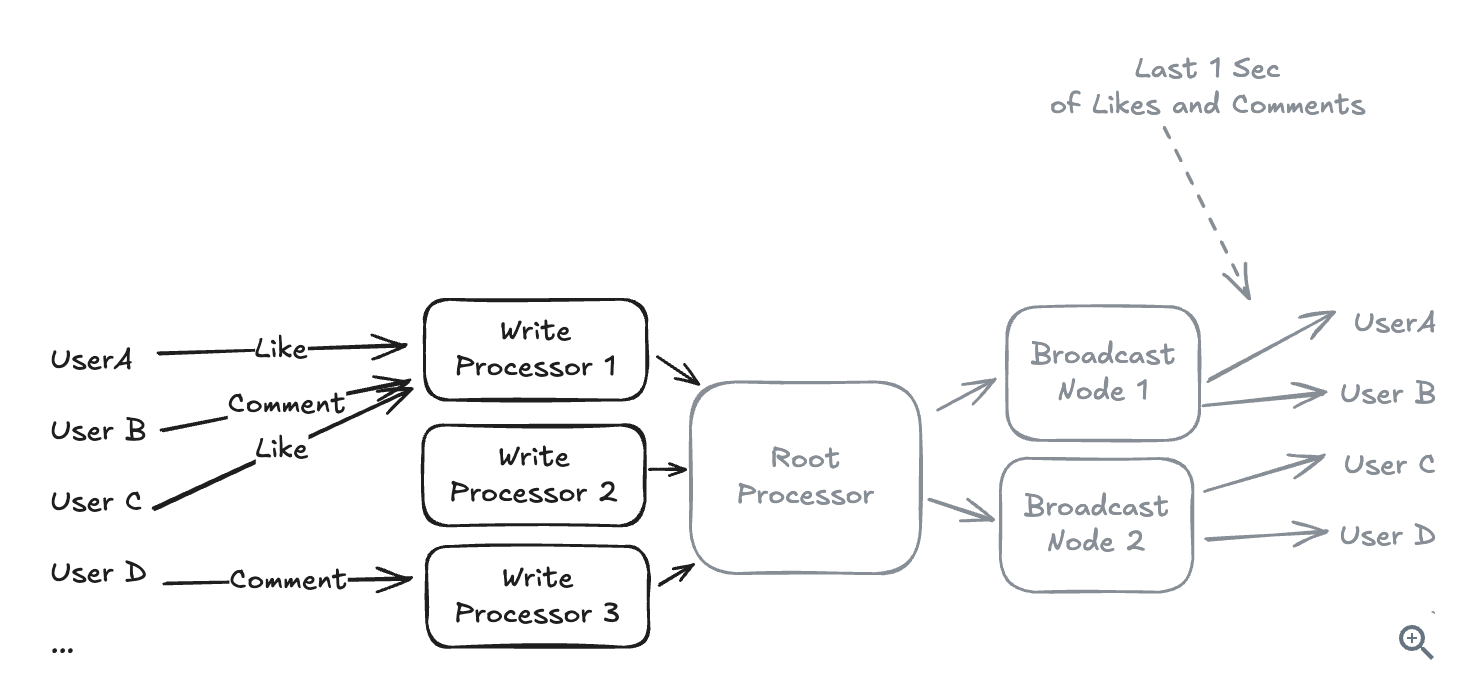 Last 1 Sec
of Likes and Comments
UserA
Like
User B
Comment
User C
Like
User D
Comment
...
Write
Processor 1
Write
Processor 2
Write
Processor 3
Root
Processor
Broadcast
Node 1
Broadcast
Node 2
UserA
User B
User C
User D